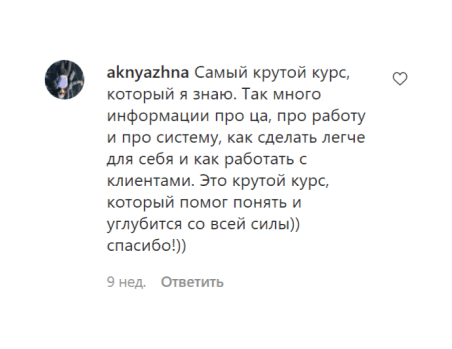 aknyazhna Самый крутой курс,
который я знаю. Так много
информации про ца, про работу
и про систему, как сделать легче
для себя и как работать с
клиентами. Это крутой курс,
который помог понять и
углубится со всей силы))
спасибо!))
9 нед. Ответить